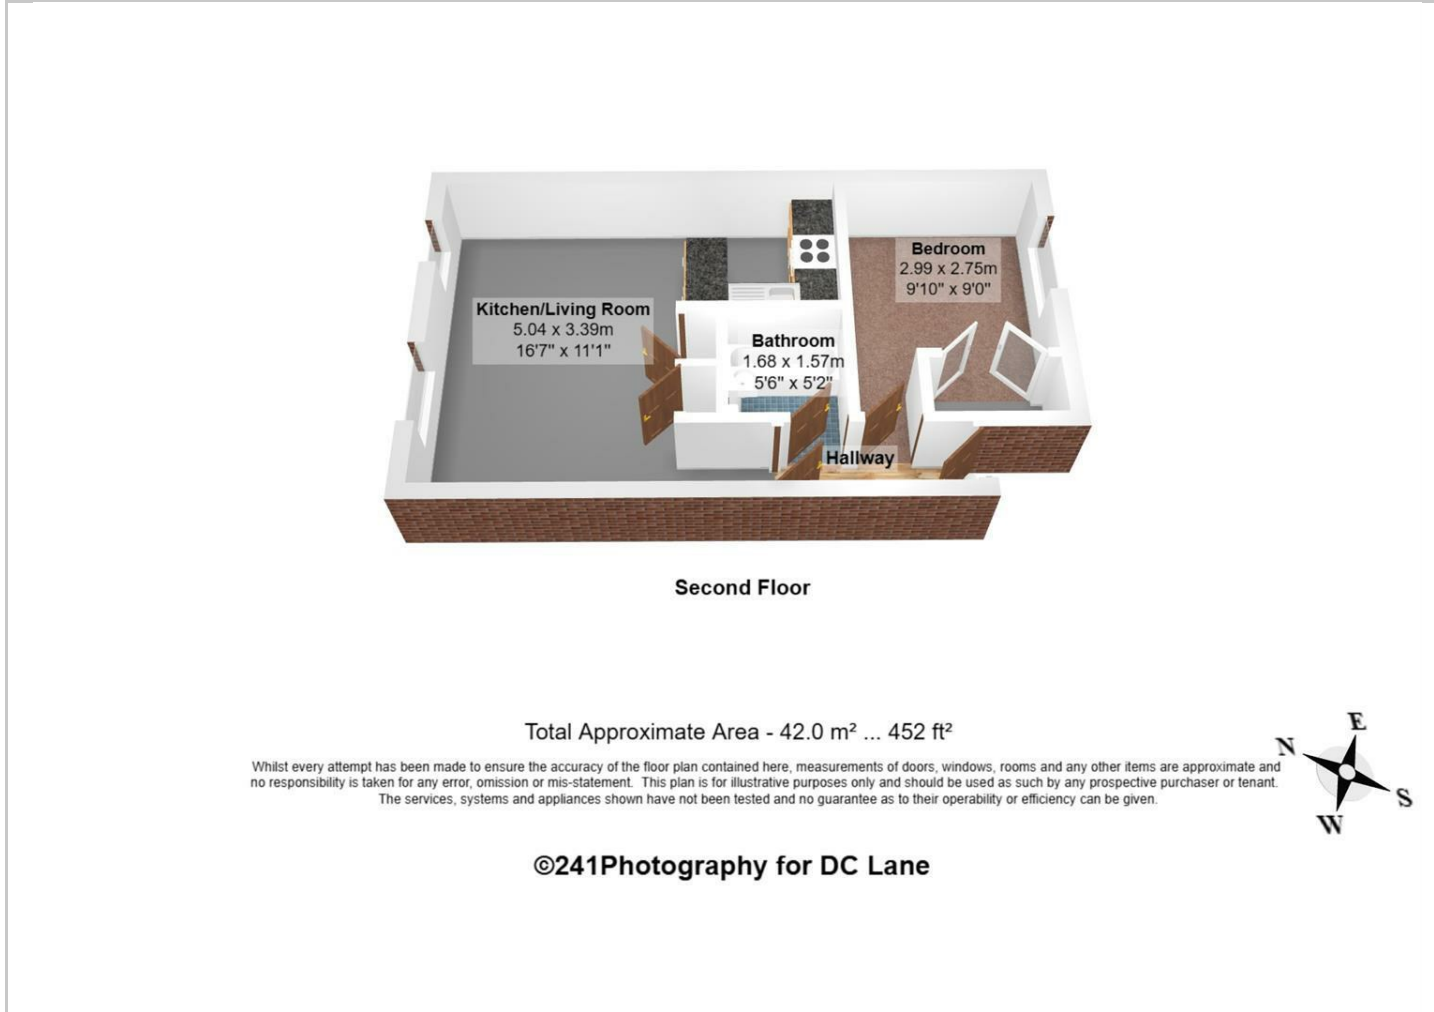 Bedroom
2.99 x 2.75m
9'10" x 9'0"
Kitchen/Living Room
5.04 x 3.39m
16'7" x 11'1"
Bathroom
1.68 x 1.57m
5'6" x 5'2"
Hallway
Second Floor
Total Approximate Area - 42.0 m² ... 452 ft²
Whilst every attempt has been made to ensure the accuracy of the floor plan contained here, measurements of doors, windows, rooms and any other items are approximate and
no responsibility is taken for any error, omission or mis-statement. This plan is for illustrative purposes only and should be used as such by any prospective purchaser or tenant.
The services, systems and appliances shown have not been tested and no guarantee as to their operability or efficiency can be given.
E
N
S
W
©241Photography for DC Lane